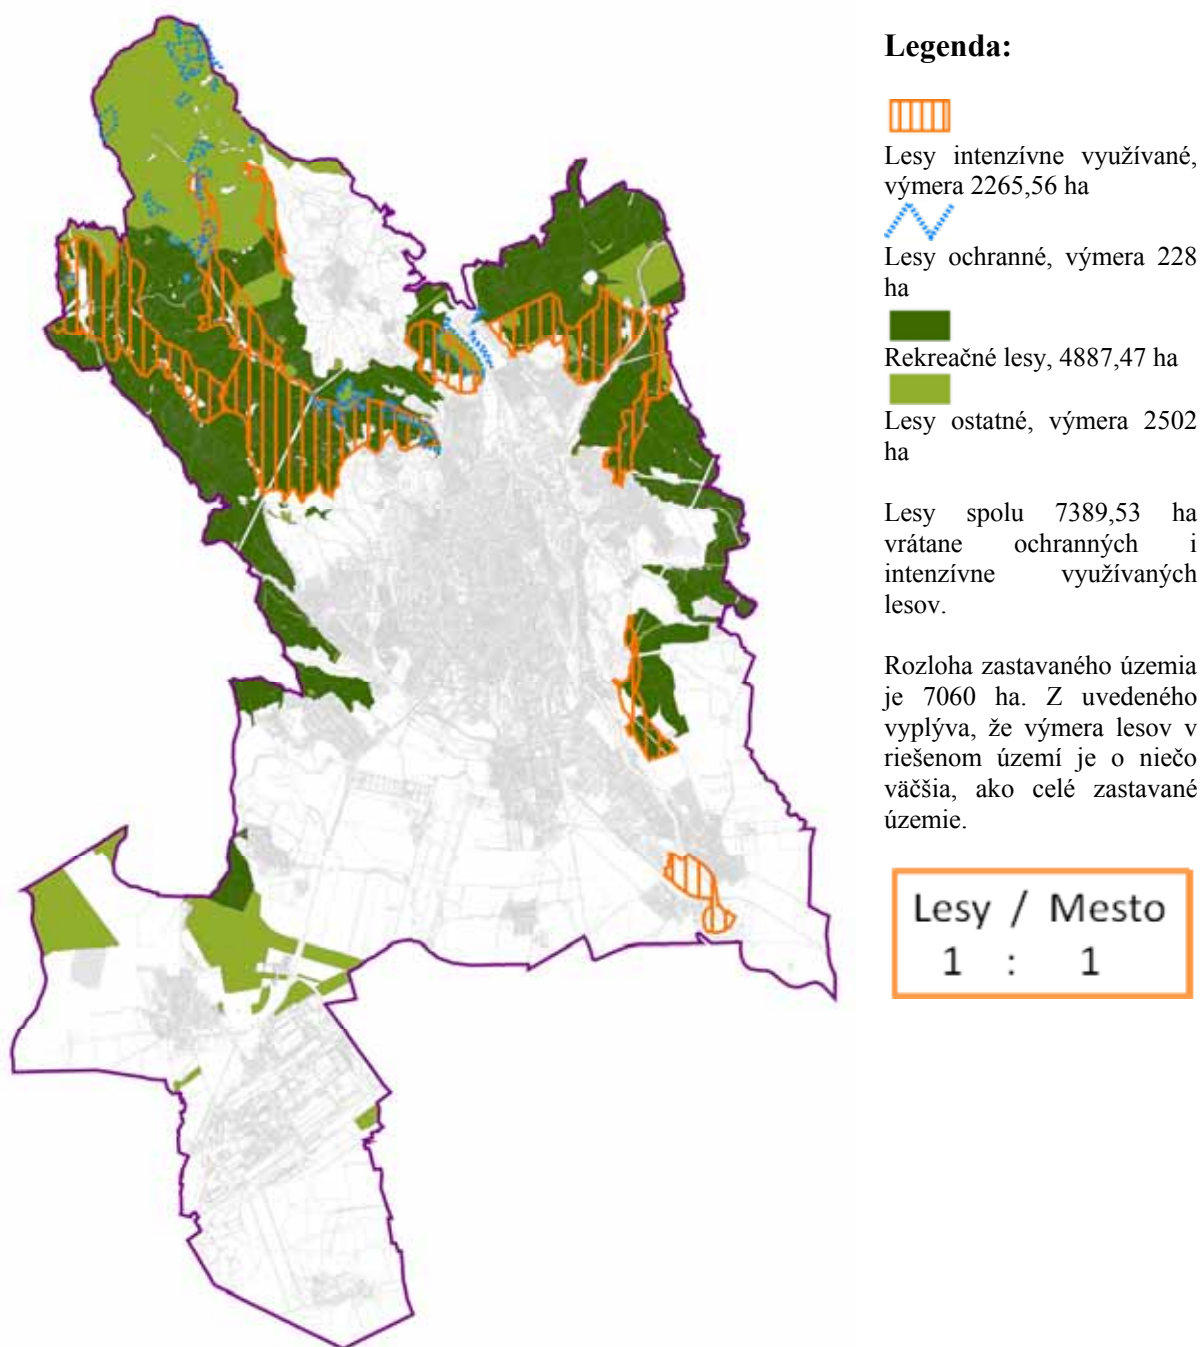 Legenda:
Lesy intenzívne využívané,
výmera 2265,56 ha
Lesy ochranné, výmera 228
ha
Rekreačné lesy, 4887,47 ha
Lesy ostatné, výmera 2502
ha
Lesy spolu 7389,53 ha
vrátane ochranných i
intenzívne využívaných
lesov.
Rozloha zastavaného územia
je 7060 ha. Z uvedeného
vyplýva, že výmera lesov v
riešenom území je o niečo
väčšia, ako celé zastavané
územie.
Lesy / Mesto
1 : 1